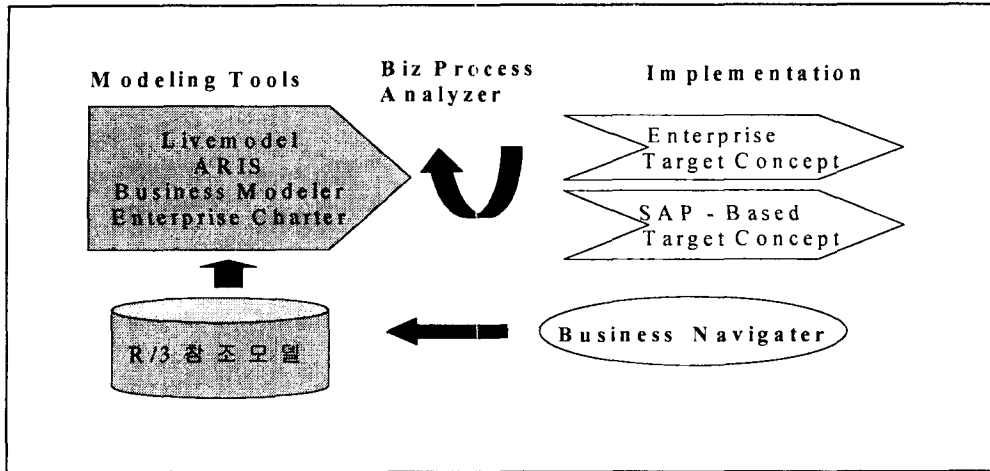 Modeling Tools
Biz Process
Analyzer
Implementation
Livemodel
ARIS
Business Modeler
Enterprise Charter
Enterprise
Target Concept
SAP - Based
Target Concept
R/3 참조모델
Business Navigater